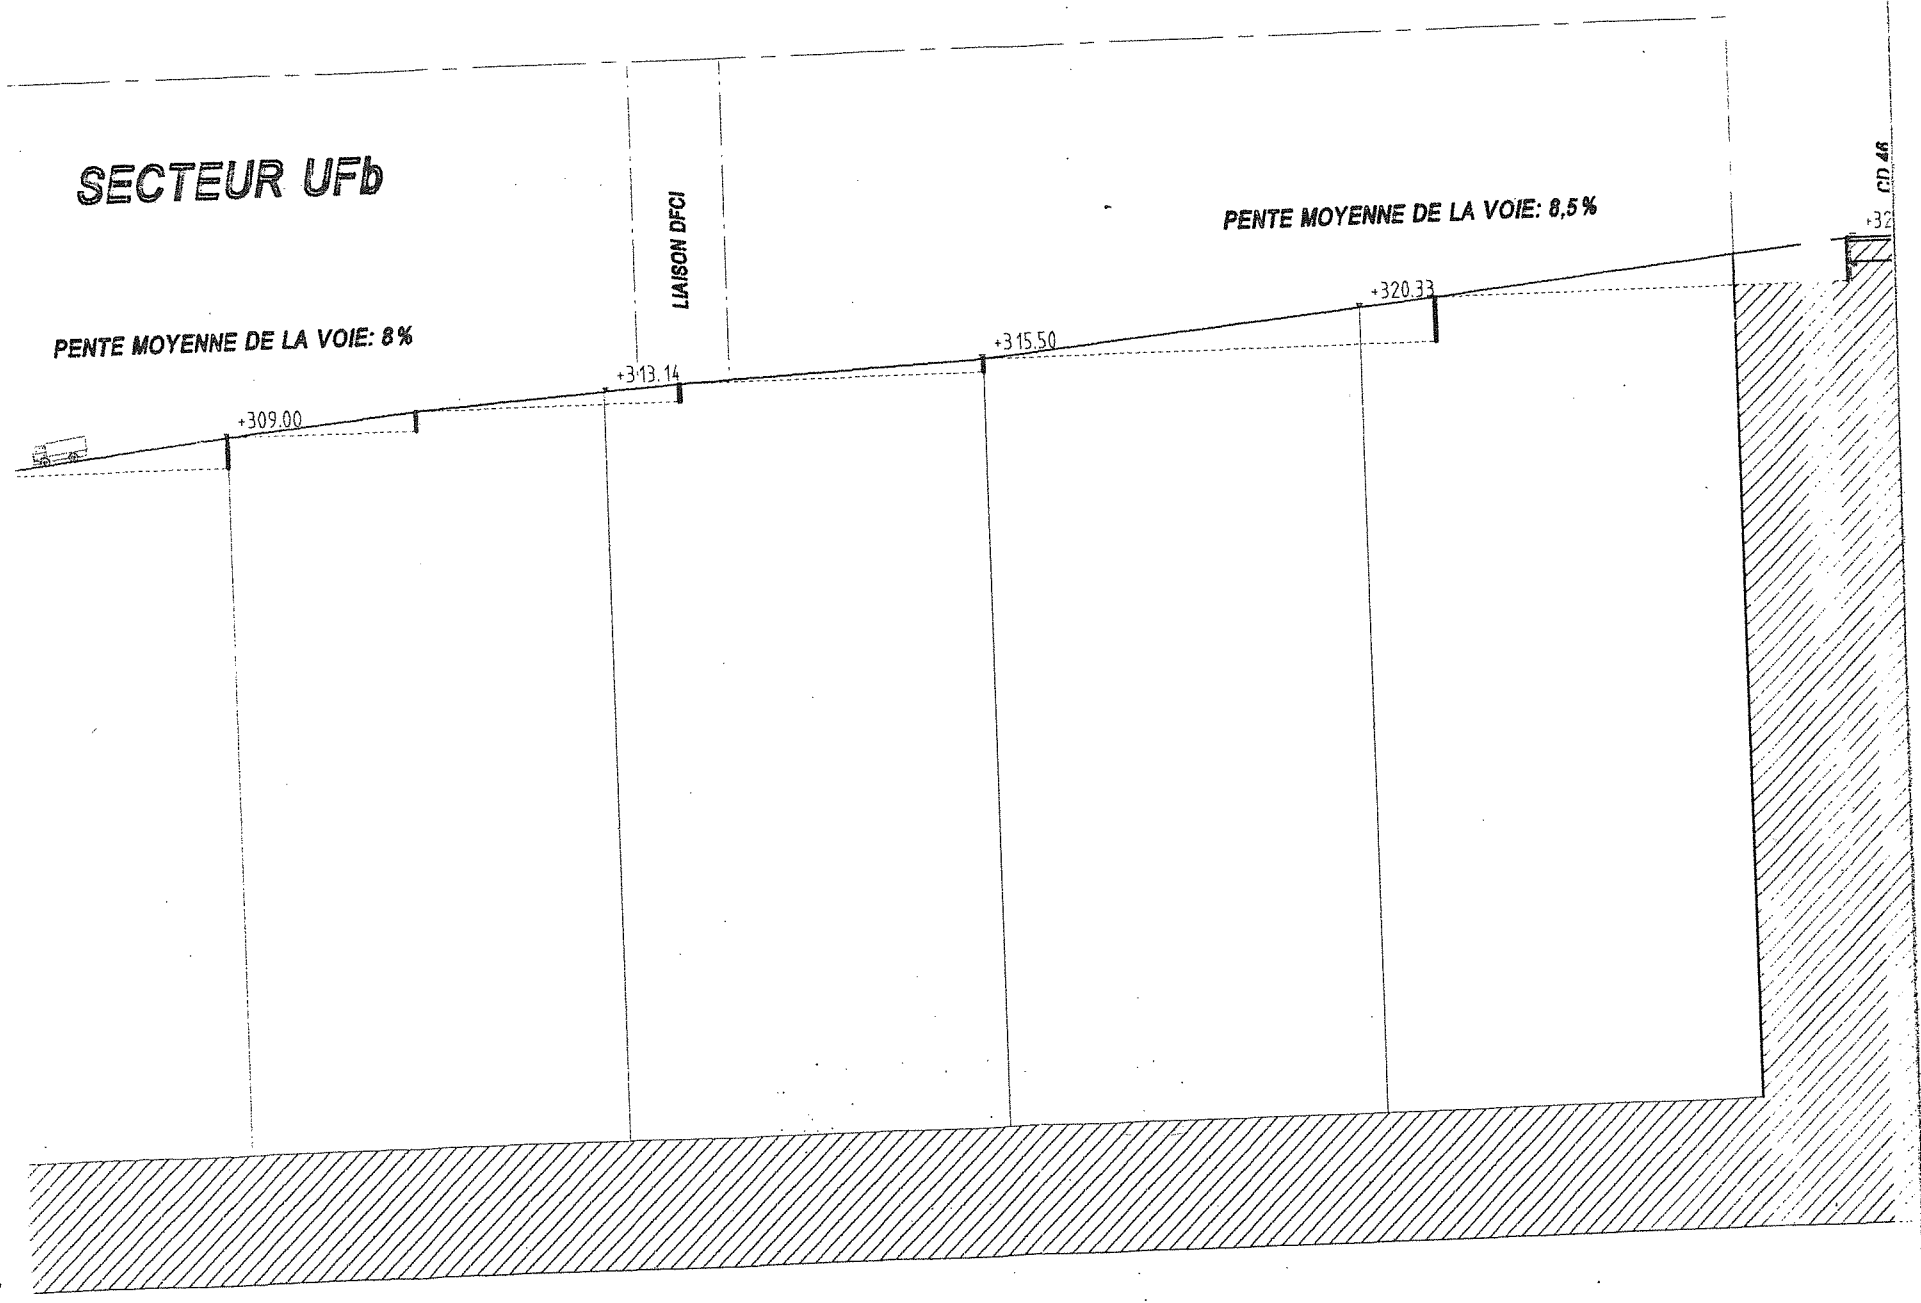 SECTEUR UFb
LIAISON DFCI
CD 46
PENTE MOYENNE DE LA VOIE: 8,5%
+32
+320.33
PENTE MOYENNE DE LA VOIE: 8%
+315.50
+313.14
+309.00